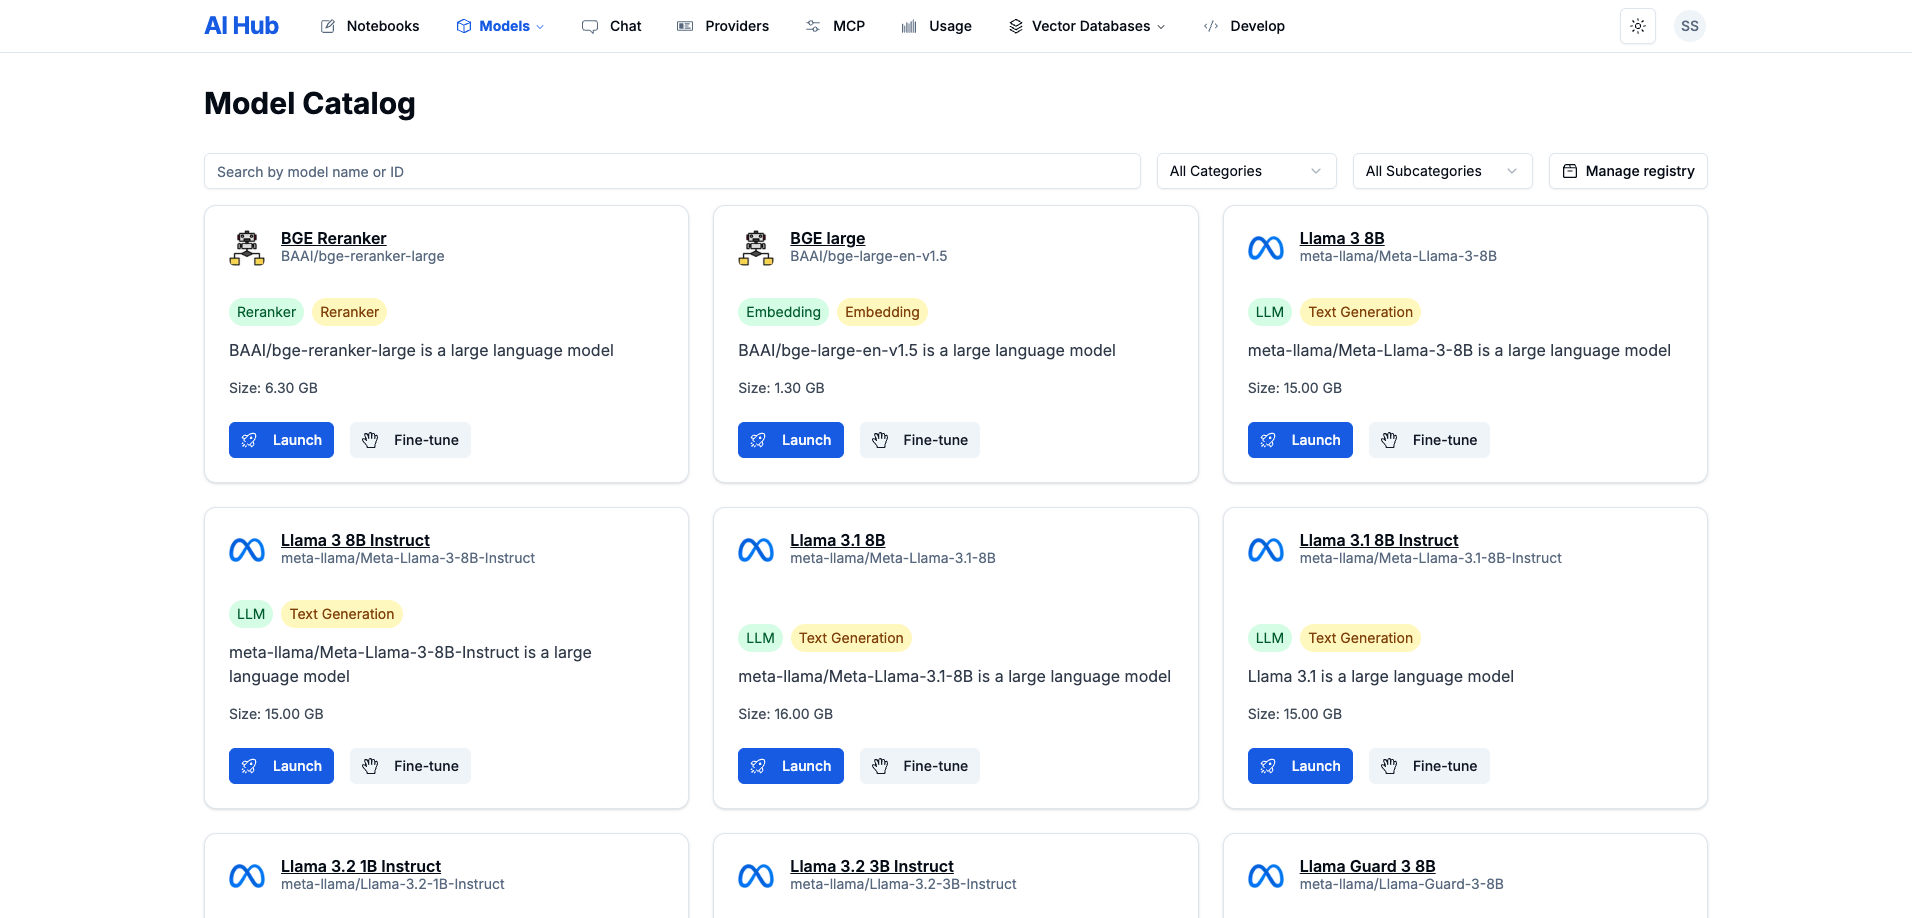 AI Hub
Notebooks
Models
Chat
Providers
MCP
Usage
Vector Databases
Develop
SS
Model Catalog
Search by model name or ID
All Categories
All Subcategories
Manage registry
BGE Reranker
BAAI/bge-reranker-large
Reranker
Reranker
BAAI/bge-reranker-large is a large language model
Size: 6.30 GB
Launch
Fine-tune
BGE large
BAAI/bge-large-en-v1.5
Embedding
Embedding
BAAI/bge-large-en-v1.5 is a large language model
Size: 1.30 GB
Launch
Fine-tune
Llama 3 8B
meta-llama/Meta-Llama-3-8B
LLM
Text Generation
meta-llama/Meta-Llama-3-8B is a large language model
Size: 15.00 GB
Launch
Fine-tune
Llama 3 8B Instruct
meta-llama/Meta-Llama-3-8B-Instruct
LLM
Text Generation
meta-llama/Meta-Llama-3-8B-Instruct is a large
language model
Size: 15.00 GB
Launch
Fine-tune
Llama 3.1 8B
meta-llama/Meta-Llama-3.1-8B
LLM
Text Generation
meta-llama/Meta-Llama-3.1-8B is a large language model
Size: 16.00 GB
Launch
Fine-tune
Llama 3.1 8B Instruct
meta-llama/Meta-Llama-3.1-8B-Instruct
LLM
Text Generation
Llama 3.1 is a large language model
Size: 15.00 GB
Launch
Fine-tune
Llama 3.2 1B Instruct
meta-llama/Llama-3.2-1B-Instruct
Llama 3.2 3B Instruct
meta-llama/Llama-3.2-3B-Instruct
Llama Guard 3 8B
meta-llama/Llama-Guard-3-8B